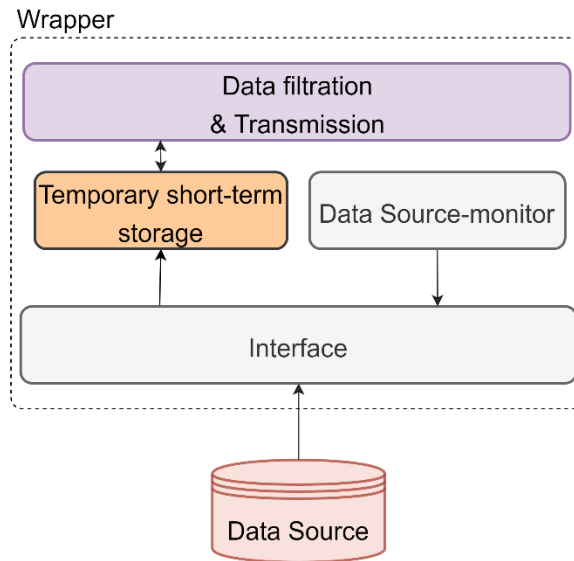 Wrapper
Data filtration
& Transmission
Temporary short-term
storage
Data Source-monitor
Interface
Data Source